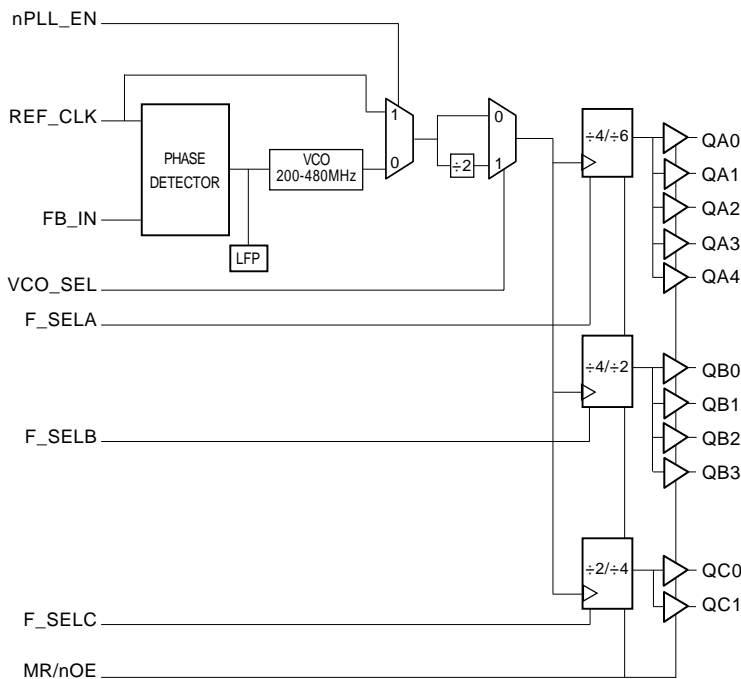 nPLL_EN
REF_CLK
PHASE
DETECTOR
VCO
200-480MHz
1
0
÷2
0
1
FB_IN
LFP
VCO_SEL
F_SELA
÷4/÷6
QA0
QA1
QA2
QA3
QA4
÷4/÷2
QB0
QB1
QB2
QB3
F_SELB
÷2/÷4
QC0
QC1
F_SELC
MR/nOE